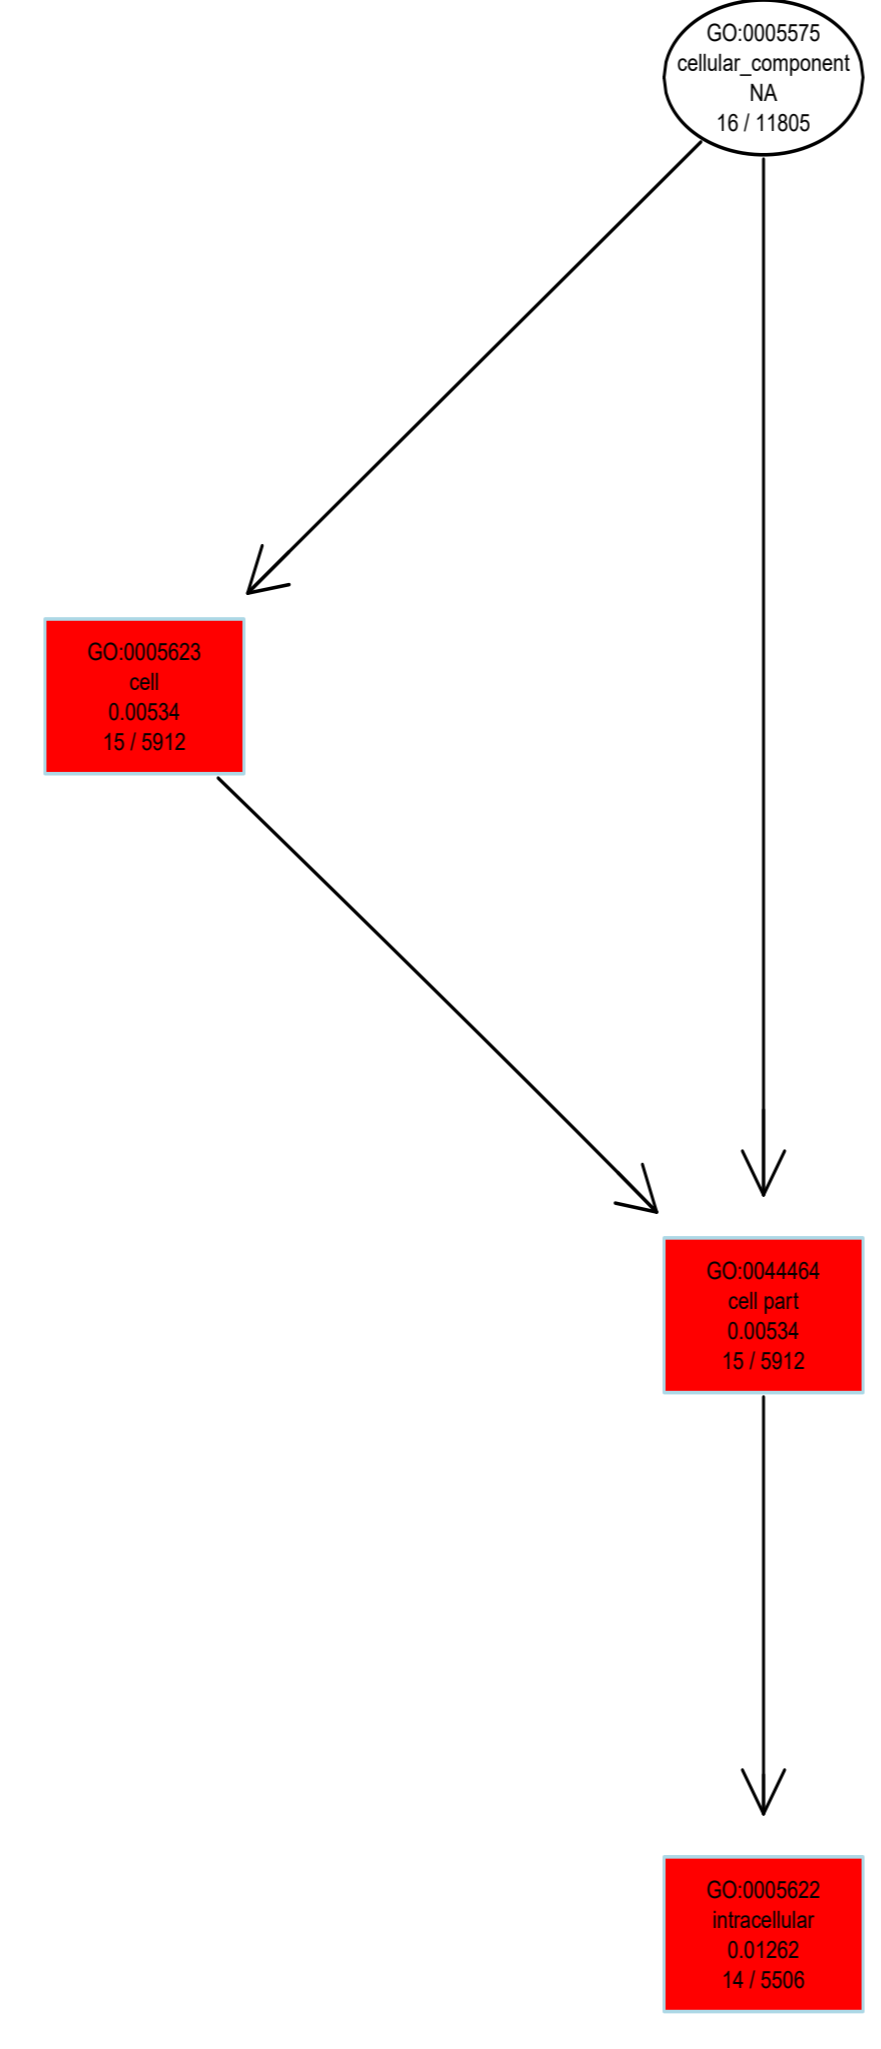 GO:0005575
cellular_component
NA
16 / 11805
GO:0005623
cell
0.00534
15 / 5912
GO:0044464
cell part
0.00534
15 / 5912
GO:0005622
intracellular
0.01262
14 / 5506